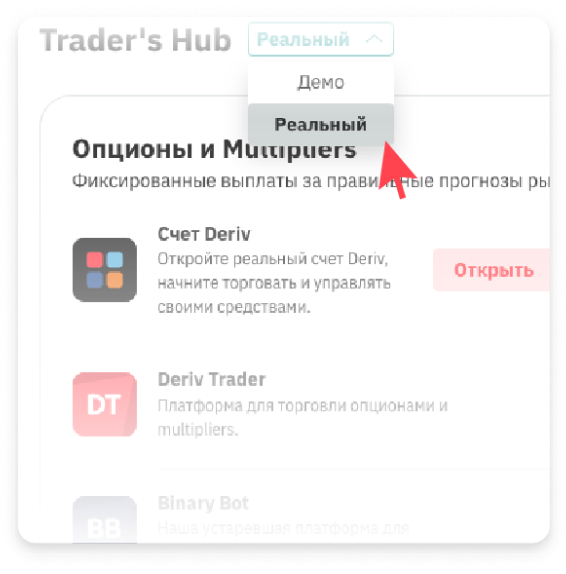 Trader's Hub
Реальный
Демо
Реальный
Опционы и Multipliers
Фиксированные выплаты за правильные прогнозы ры
Счет Deriv
Откройте реальный счет Deriv,
начните торговать и управлять
своими средствами.
Открыть
DT
Deriv Trader
Платформа для торговли опционами и
multipliers.
BB
Binary Bot
Наша устаревшая платформа для